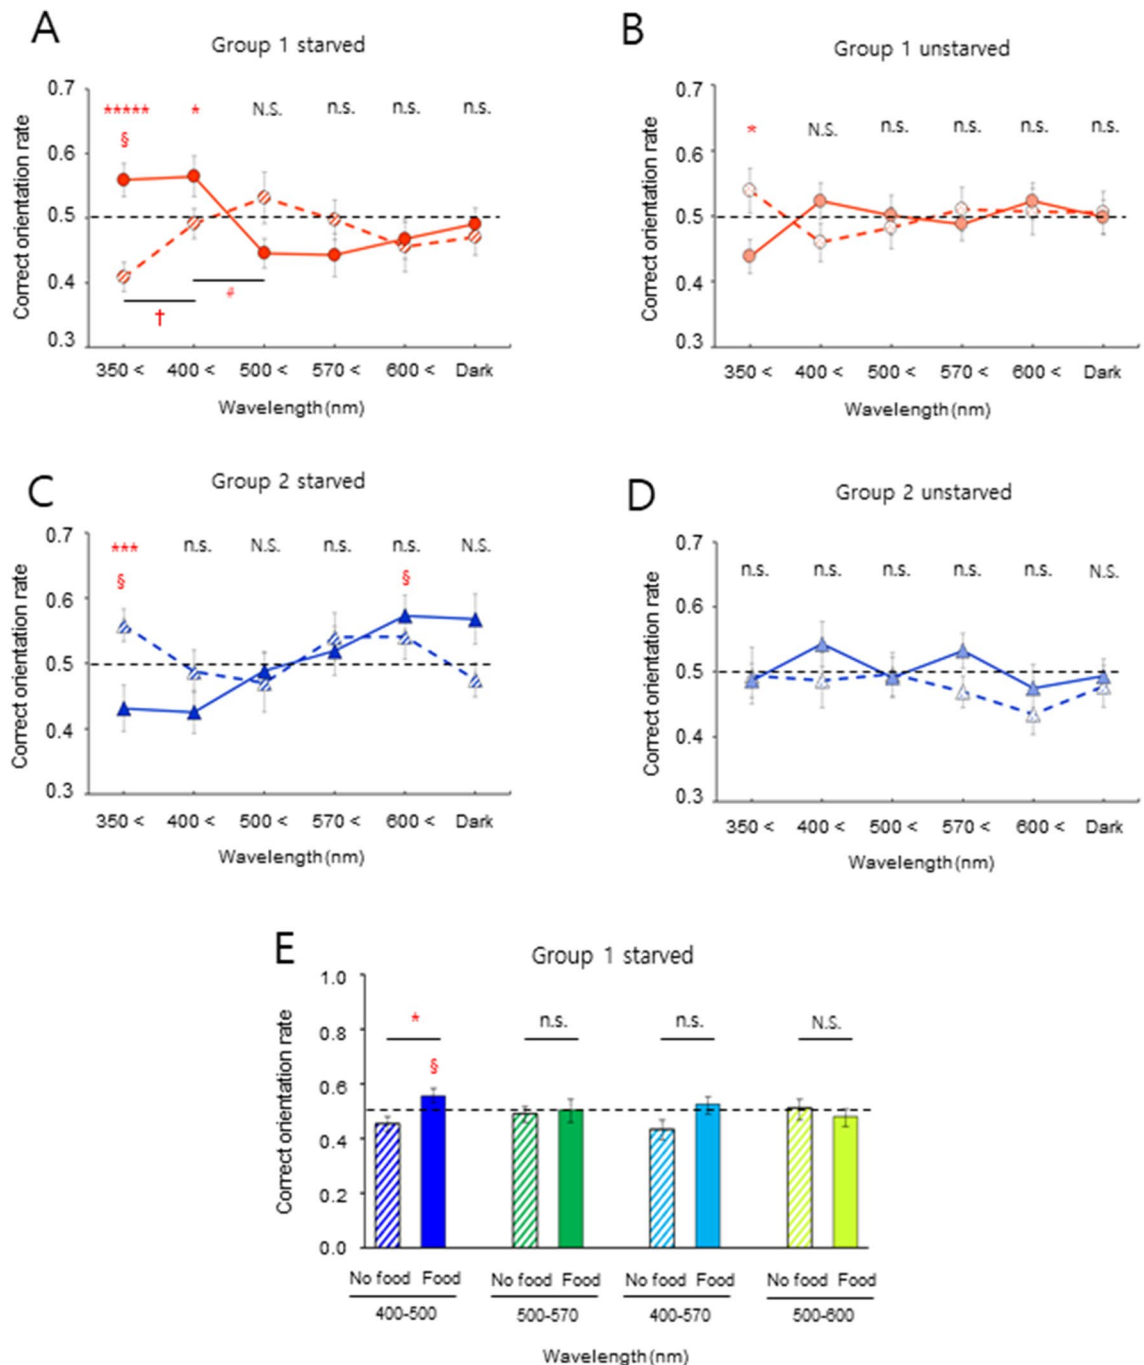 A
Group 1 starved
Correct orientation rate
0.7
0.6
0.5
0.4
0.3
***** * N.S. n.s. n.s. n.s.
§
†
#
350 < 400 < 500 < 570 < 600 < Dark
Wavelength (nm)
B
Group 1 unstarved
Correct orientation rate
0.7
0.6
0.5
0.4
0.3
* N.S. n.s. n.s. n.s. n.s.
350 < 400 < 500 < 570 < 600 < Dark
Wavelength (nm)
C
Group 2 starved
Correct orientation rate
0.7
0.6
0.5
0.4
0.3
*** n.s. N.S. n.s. n.s. N.S.
§ §
350 < 400 < 500 < 570 < 600 < Dark
Wavelength (nm)
D
Group 2 unstarved
Correct orientation rate
0.7
0.6
0.5
0.4
0.3
n.s. n.s. n.s. n.s. n.s. N.S.
350 < 400 < 500 < 570 < 600 < Dark
Wavelength (nm)
E
Group 1 starved
Correct orientation rate
1.0
0.8
0.6
0.4
0.2
0.0
* n.s. n.s. N.S.
§
No food Food No food Food No food Food No food Food
400-500 500-570 400-570 500-600
Wavelength (nm)